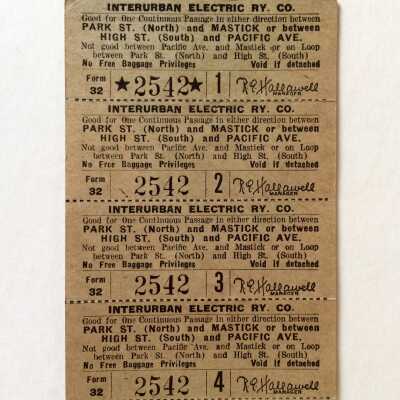 INTERURBAN ELECTRIC RY. CO.
Good for One Continuous Passage in either direction between
PARK ST. (North) and MASTICK or between
HIGH ST. (South) and PACIFIC AVE.
Not good between Pacific Ave. and Mastick or on Loop
between Park St. (North) and High St. (South)
No Free Baggage Privileges Void if detached
Form 32 ★2542★ 1 R.E. Hallawell
MANAGER
INTERURBAN ELECTRIC RY. CO.
Good for One Continuous Passage in either direction between
PARK ST. (North) and MASTICK or between
HIGH ST. (South) and PACIFIC AVE.
Not good between Pacific Ave. and Mastick or on Loop
between Park St. (North) and High St. (South)
No Free Baggage Privileges Void if detached
Form 32 2542 2 R.E. Hallawell
MANAGER
INTERURBAN ELECTRIC RY. CO.
Good for One Continuous Passage in either direction between
PARK ST. (North) and MASTICK or between
HIGH ST. (South) and PACIFIC AVE.
Not good between Pacific Ave. and Mastick or on Loop
between Park St. (North) and High St. (South)
No Free Baggage Privileges Void if detached
Form 32 2542 3 R.E. Hallawell
MANAGER
INTERURBAN ELECTRIC RY. CO.
Good for One Continuous Passage in either direction between
PARK ST. (North) and MASTICK or between
HIGH ST. (South) and PACIFIC AVE.
Not good between Pacific Ave. and Mastick or on Loop
between Park St. (North) and High St. (South)
No Free Baggage Privileges Void if detached
Form 32 2542 4 R.E. Hallawell
MANAGER